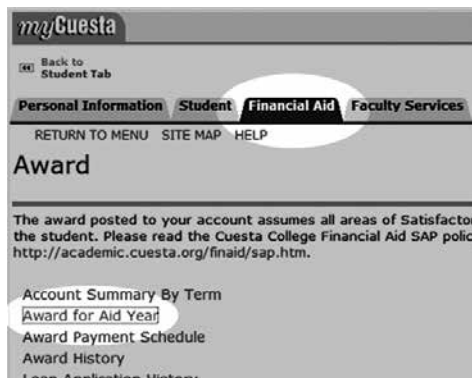 myCuesta
Back to
Student Tab
Personal Information Student Financial Aid Faculty Services
RETURN TO MENU SITE MAP HELP
Award
The award posted to your account assumes all areas of Satisfactor
the student. Please read the Cuesta College Financial Aid SAP polic
http://academic.cuesta.org/finaid/sap.htm.
Account Summary By Term
Award for Aid Year
Award Payment Schedule
Award History
Loan Application History